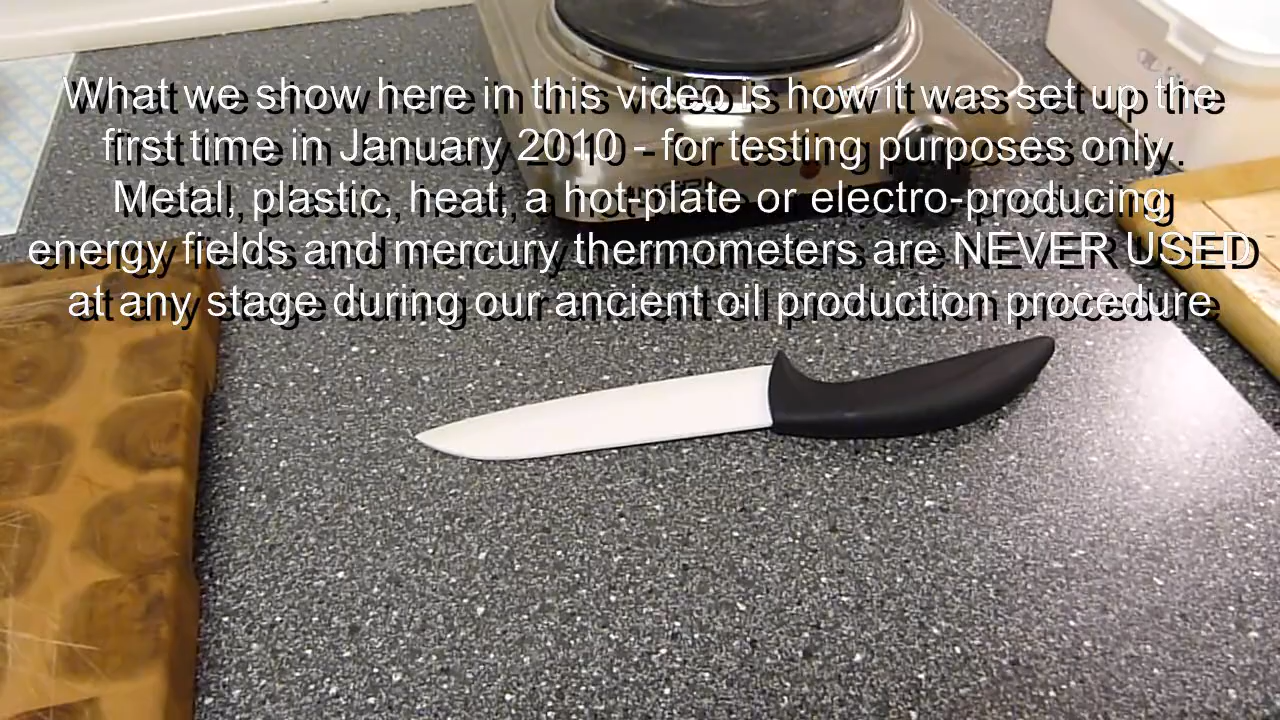 What we show here in this video is how it was set up the
first time in January 2010 - for testing purposes only.
Metal, plastic, heat, a hot-plate or electro-producing
energy fields and mercury thermometers are NEVER USED
at any stage during our ancient oil production procedure